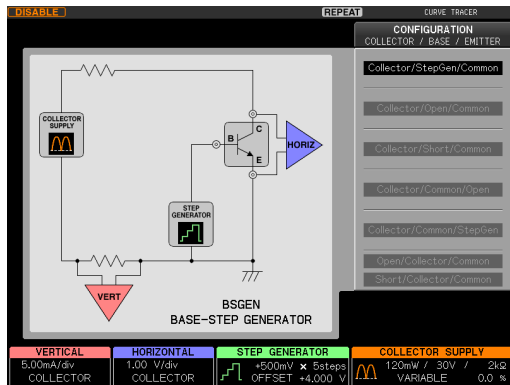 DISABLE
REPEAT
CURVE TRACER
CONFIGURATION
COLLECTOR / BASE / EMITTER
Collector/StepGen/Common
Collector/Open/Common
Collector/Short/Common
Collector/Common/Open
Collector/Common/StepGen
Open/Collector/Common
Short/Collector/Common
COLLECTOR
SUPPLY
C
B
E
HORIZ
STEP
GENERATOR
VERT
BSGEN
BASE-STEP GENERATOR
VERTICAL
5.00mA/div
COLLECTOR
HORIZONTAL
1.00 V/div
COLLECTOR
STEP GENERATOR
+500mV × 5steps
OFFSET +4.000 V
COLLECTOR SUPPLY
120mW / 30V / 2kΩ
VARIABLE 0.0 %